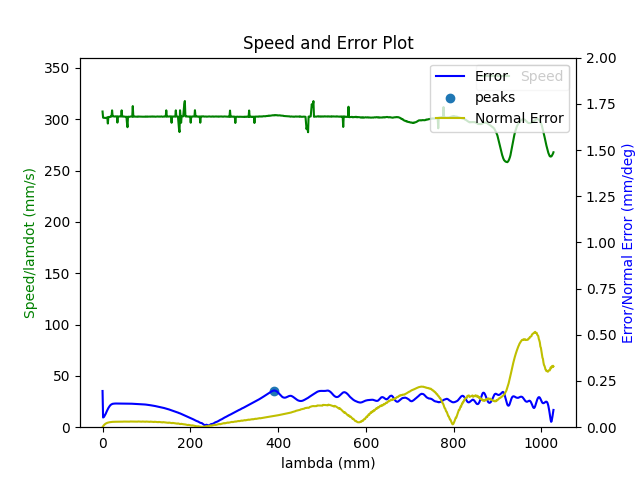 Speed and Error Plot
Error
Speed
peaks
Normal Error
Speed/lamdot (mm/s)
350
300
250
200
150
100
50
0
2.00
1.75
1.50
1.25
1.00
0.75
0.50
0.25
0.00
Error/Normal Error (mm/deg)
0
200
400
600
800
1000
lambda (mm)